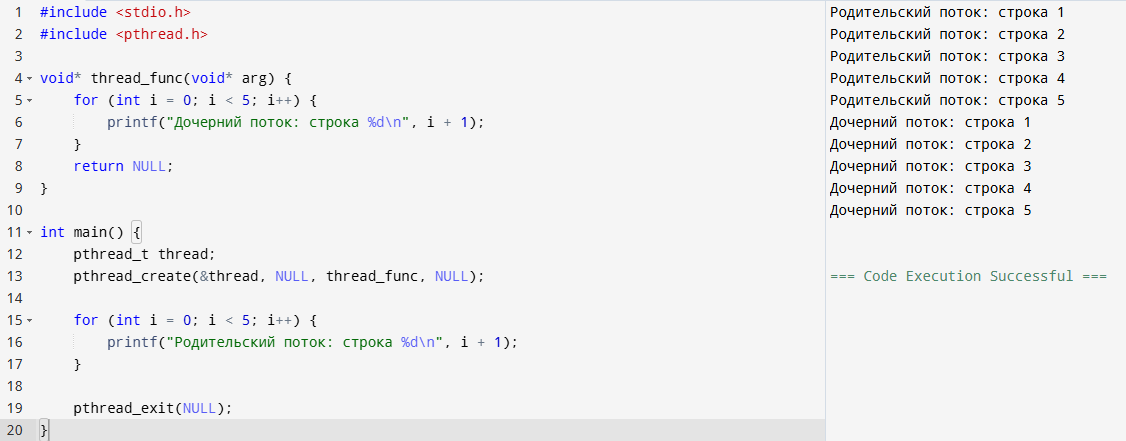 1 #include <stdio.h>
2 #include <pthread.h>
3
4 void* thread_func(void* arg) {
5     for (int i = 0; i < 5; i++) {
6         printf("Дочерний поток: строка %d\n", i + 1);
7     }
8     return NULL;
9 }
10
11 int main() {
12     pthread_t thread;
13     pthread_create(&thread, NULL, thread_func, NULL);
14
15     for (int i = 0; i < 5; i++) {
16         printf("Родительский поток: строка %d\n", i + 1);
17     }
18
19     pthread_exit(NULL);
20 }
Родительский поток: строка 1
Родительский поток: строка 2
Родительский поток: строка 3
Родительский поток: строка 4
Родительский поток: строка 5
Дочерний поток: строка 1
Дочерний поток: строка 2
Дочерний поток: строка 3
Дочерний поток: строка 4
Дочерний поток: строка 5
=== Code Execution Successful ===